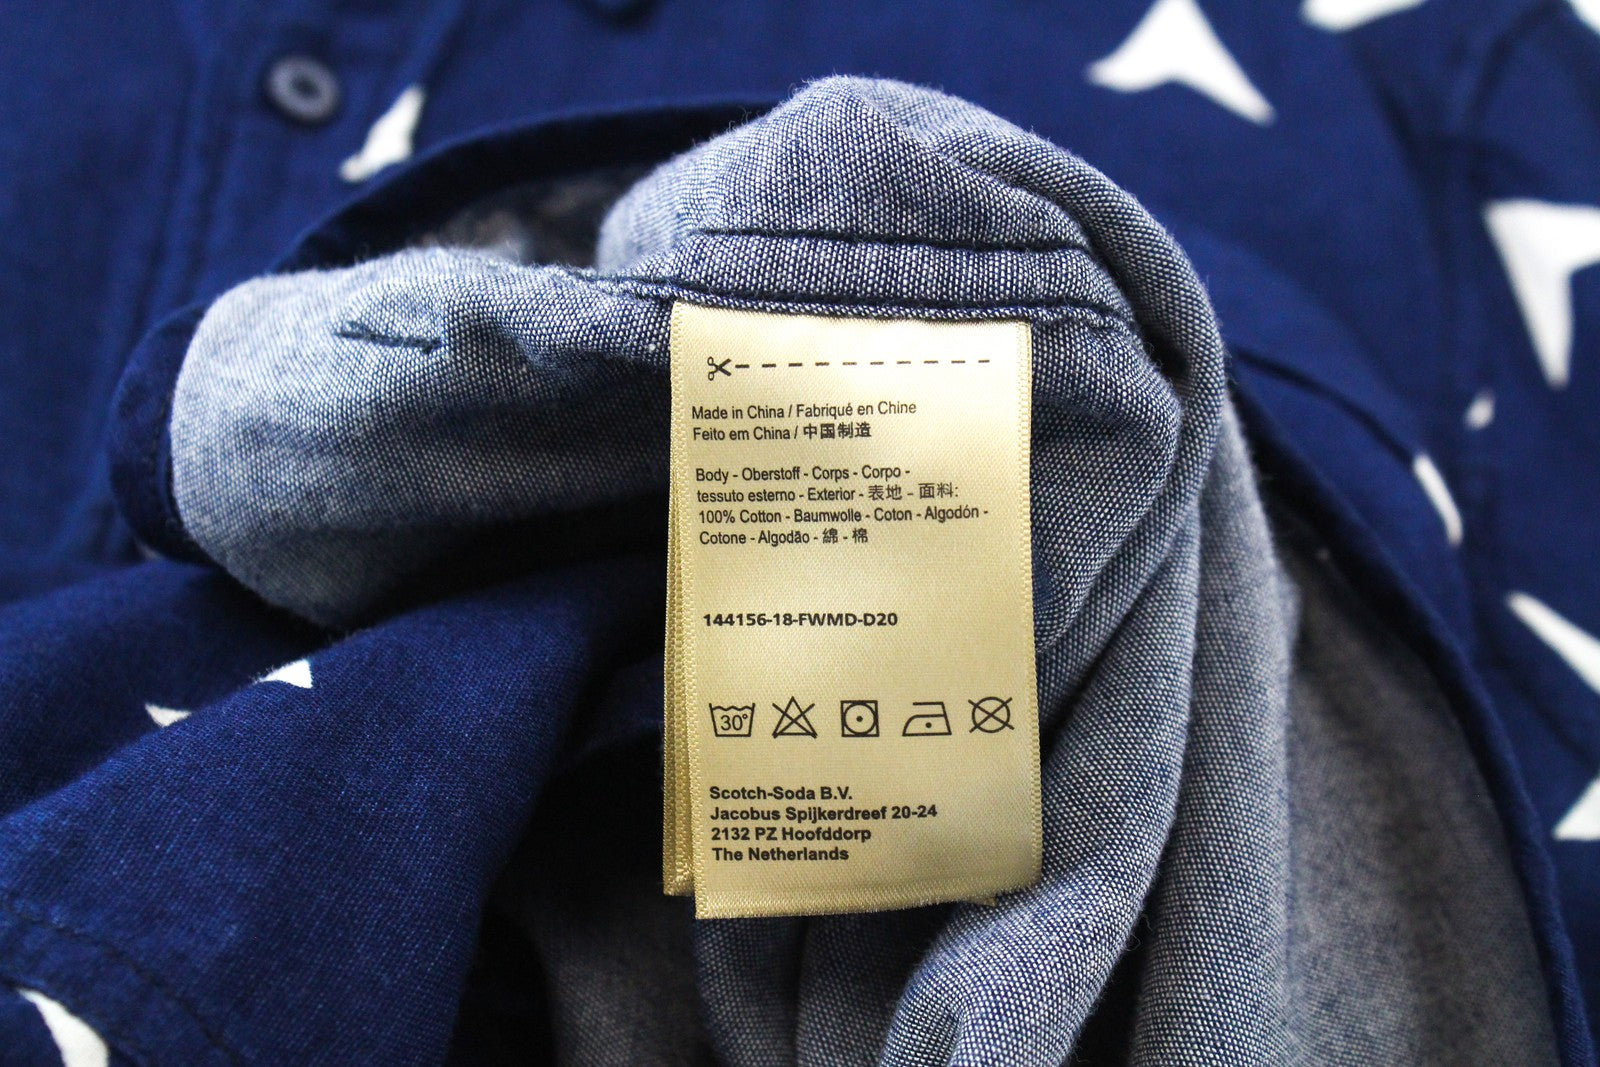 Made in China / Fabriqué en Chine
Feito em China / 中国制造
Body - Oberstoff - Corps - Corpo -
tessuto esterno - Exterior - 表地 - 面料:
100% Cotton - Baumwolle - Coton - Algodón -
Cotone - Algodão - 綿 - 棉
144156-18-FWMD-D20
30°
Scotch-Soda B.V.
Jacobus Spijkerdreef 20-24
2132 PZ Hoofddorp
The Netherlands